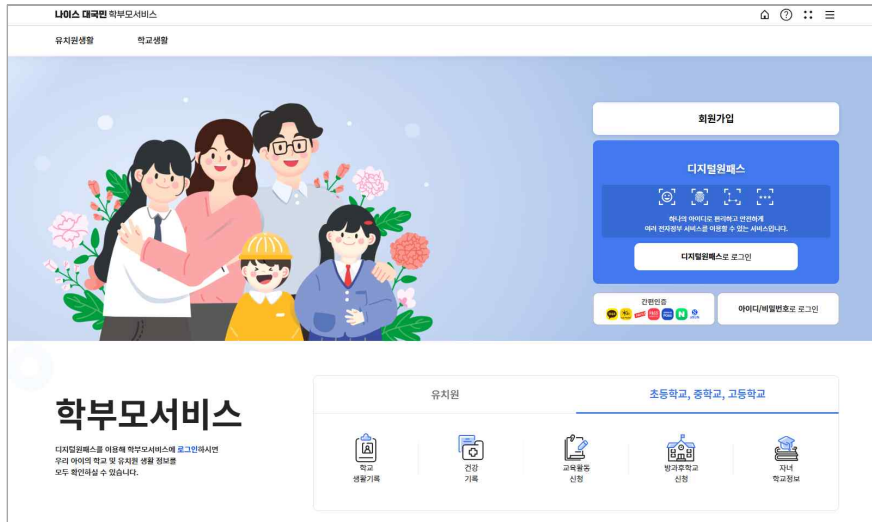 나이스 대국민 학부모서비스
유치원생활 학교생활
회원가입
디지털원패스
하나의 아이디로 편리하고 안전하게
여러 전자정부 서비스를 이용할 수 있는 서비스입니다.
디지털원패스로 로그인
간편인증
아이디/비밀번호로 로그인
학부모서비스
디지털원패스를 이용해 학부모서비스에 로그인하시면
우리 아이의 학교 및 유치원 생활 정보를
모두 확인하실 수 있습니다.
유치원
초등학교, 중학교, 고등학교
학교
생활기록
건강
기록
교육활동
신청
방과후학교
신청
자녀
학교정보